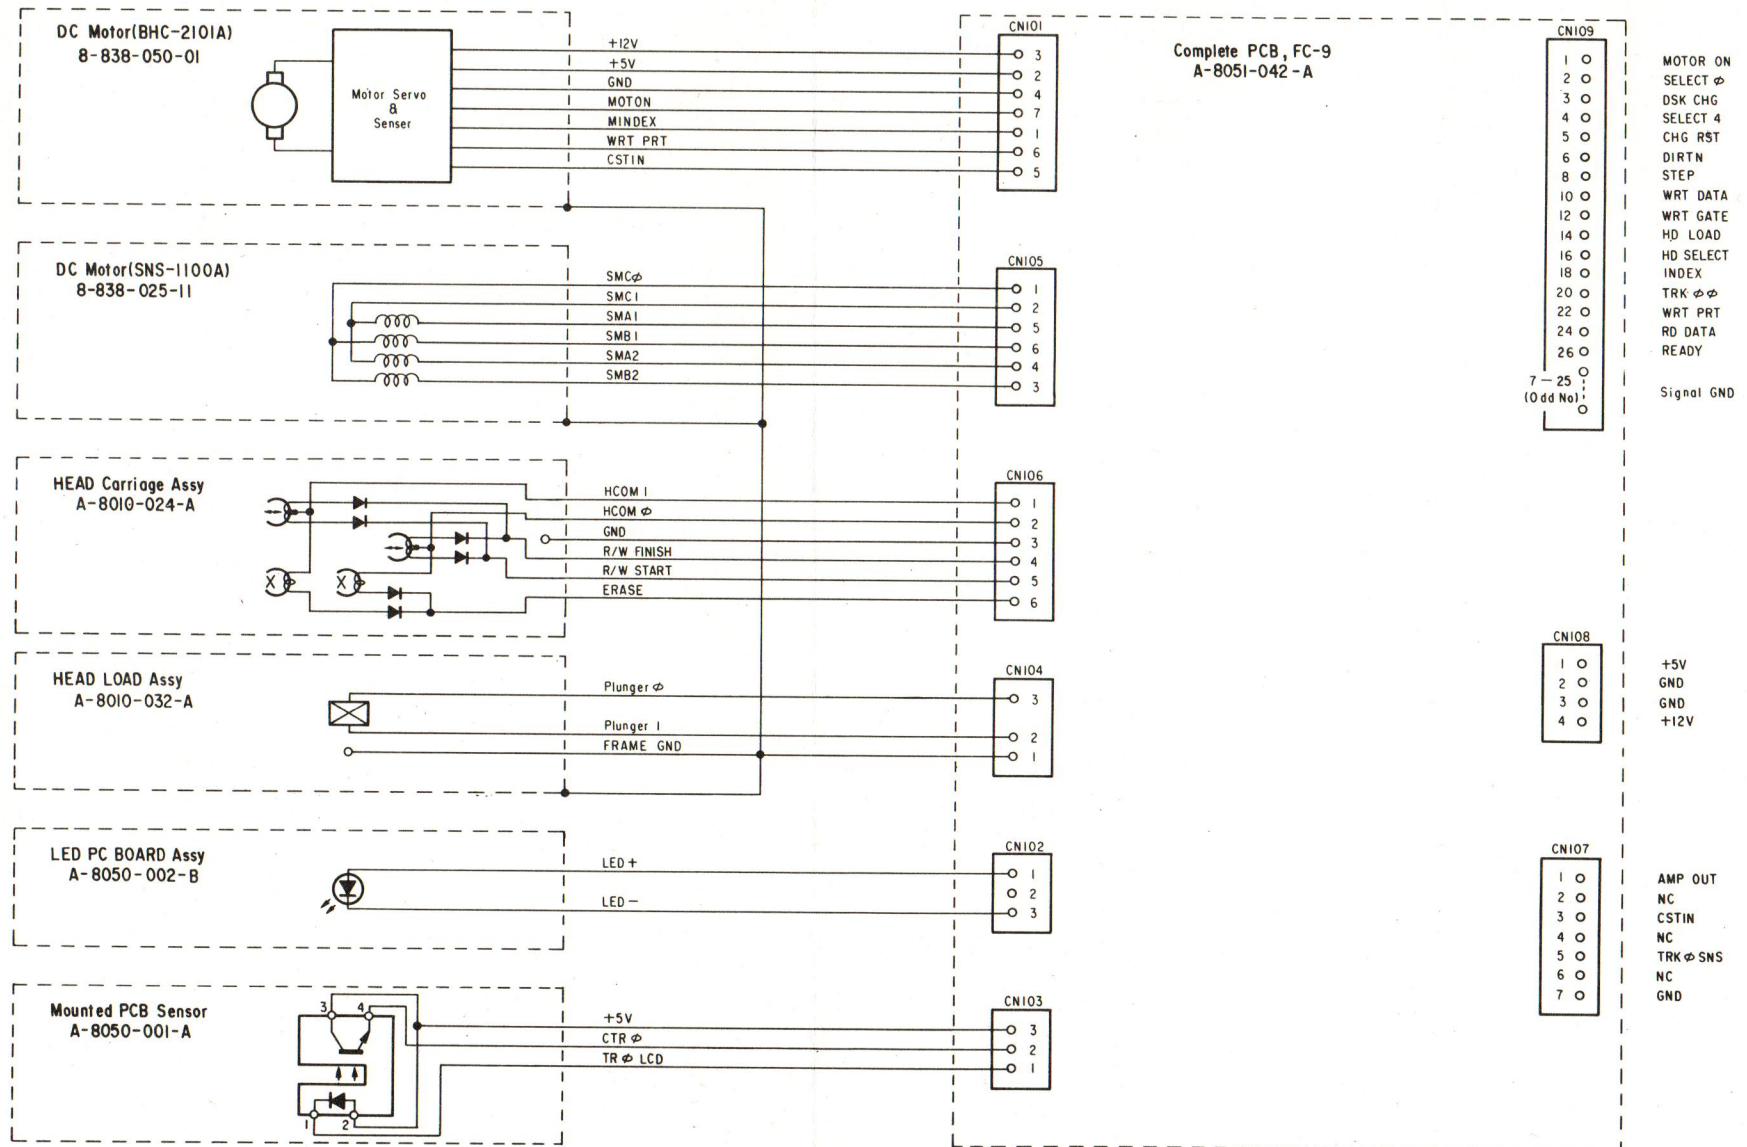 DC Motor(BHC-2101A)
8-838-050-01
Motor Servo
&
Senser
+12V
+5V
GND
MOTON
MINDEX
WRT PRT
CSTIN
CN101
3
2
4
7
1
6
5
Complete PCB, FC-9
A-8051-042-A
CN109
1 MOTOR ON
2 SELECT Ø
3 DSK CHG
4 SELECT 4
5 CHG RST
6 DIRTN
8 STEP
10 WRT DATA
12 WRT GATE
14 HD LOAD
16 HD SELECT
18 INDEX
20 TRK ØØ
22 WRT PRT
24 RD DATA
26 READY
7-25
(Odd No) Signal GND
DC Motor(SNS-1100A)
8-838-025-11
SMCØ
SMC1
SMA1
SMB1
SMA2
SMB2
CN105
1
2
5
6
4
3
HEAD Carriage Assy
A-8010-024-A
HCOM 1
HCOM Ø
GND
R/W FINISH
R/W START
ERASE
CN106
1
2
3
4
5
6
HEAD LOAD Assy
A-8010-032-A
Plunger Ø
Plunger 1
FRAME GND
CN104
3
2
1
CN108
1 +5V
2 GND
3 GND
4 +12V
LED PC BOARD Assy
A-8050-002-B
LED+
LED-
CN102
1
2
3
CN107
1 AMP OUT
2 NC
3 CSTIN
4 NC
5 TRKØSNS
6 NC
7 GND
Mounted PCB Sensor
A-8050-001-A
3 4
1 2
+5V
CTR Ø
TR Ø LCD
CN103
3
2
1